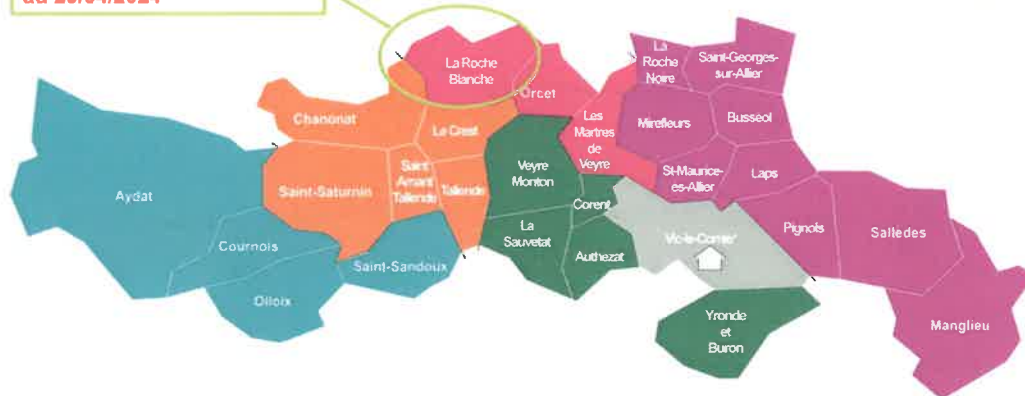 La Roche
Blanche
Orcet
La
Roche
Noire
Saint-Georges-
sur-Allier
Chanonat
Le Crest
Les
Martres
de
Veyre
Mirefleurs
Busséol
Aydat
Saint-Saturnin
Saint
Amant
Tallende
Tallende
Veyre
Monton
Corent
St-Maurice-
es-Allier
Laps
Cournols
Saint-Sandoux
La
Sauvetat
Authezat
Vic-le-Comte
Pignols
Sallèdes
Olloix
Yronde
et
Buron
Manglieu